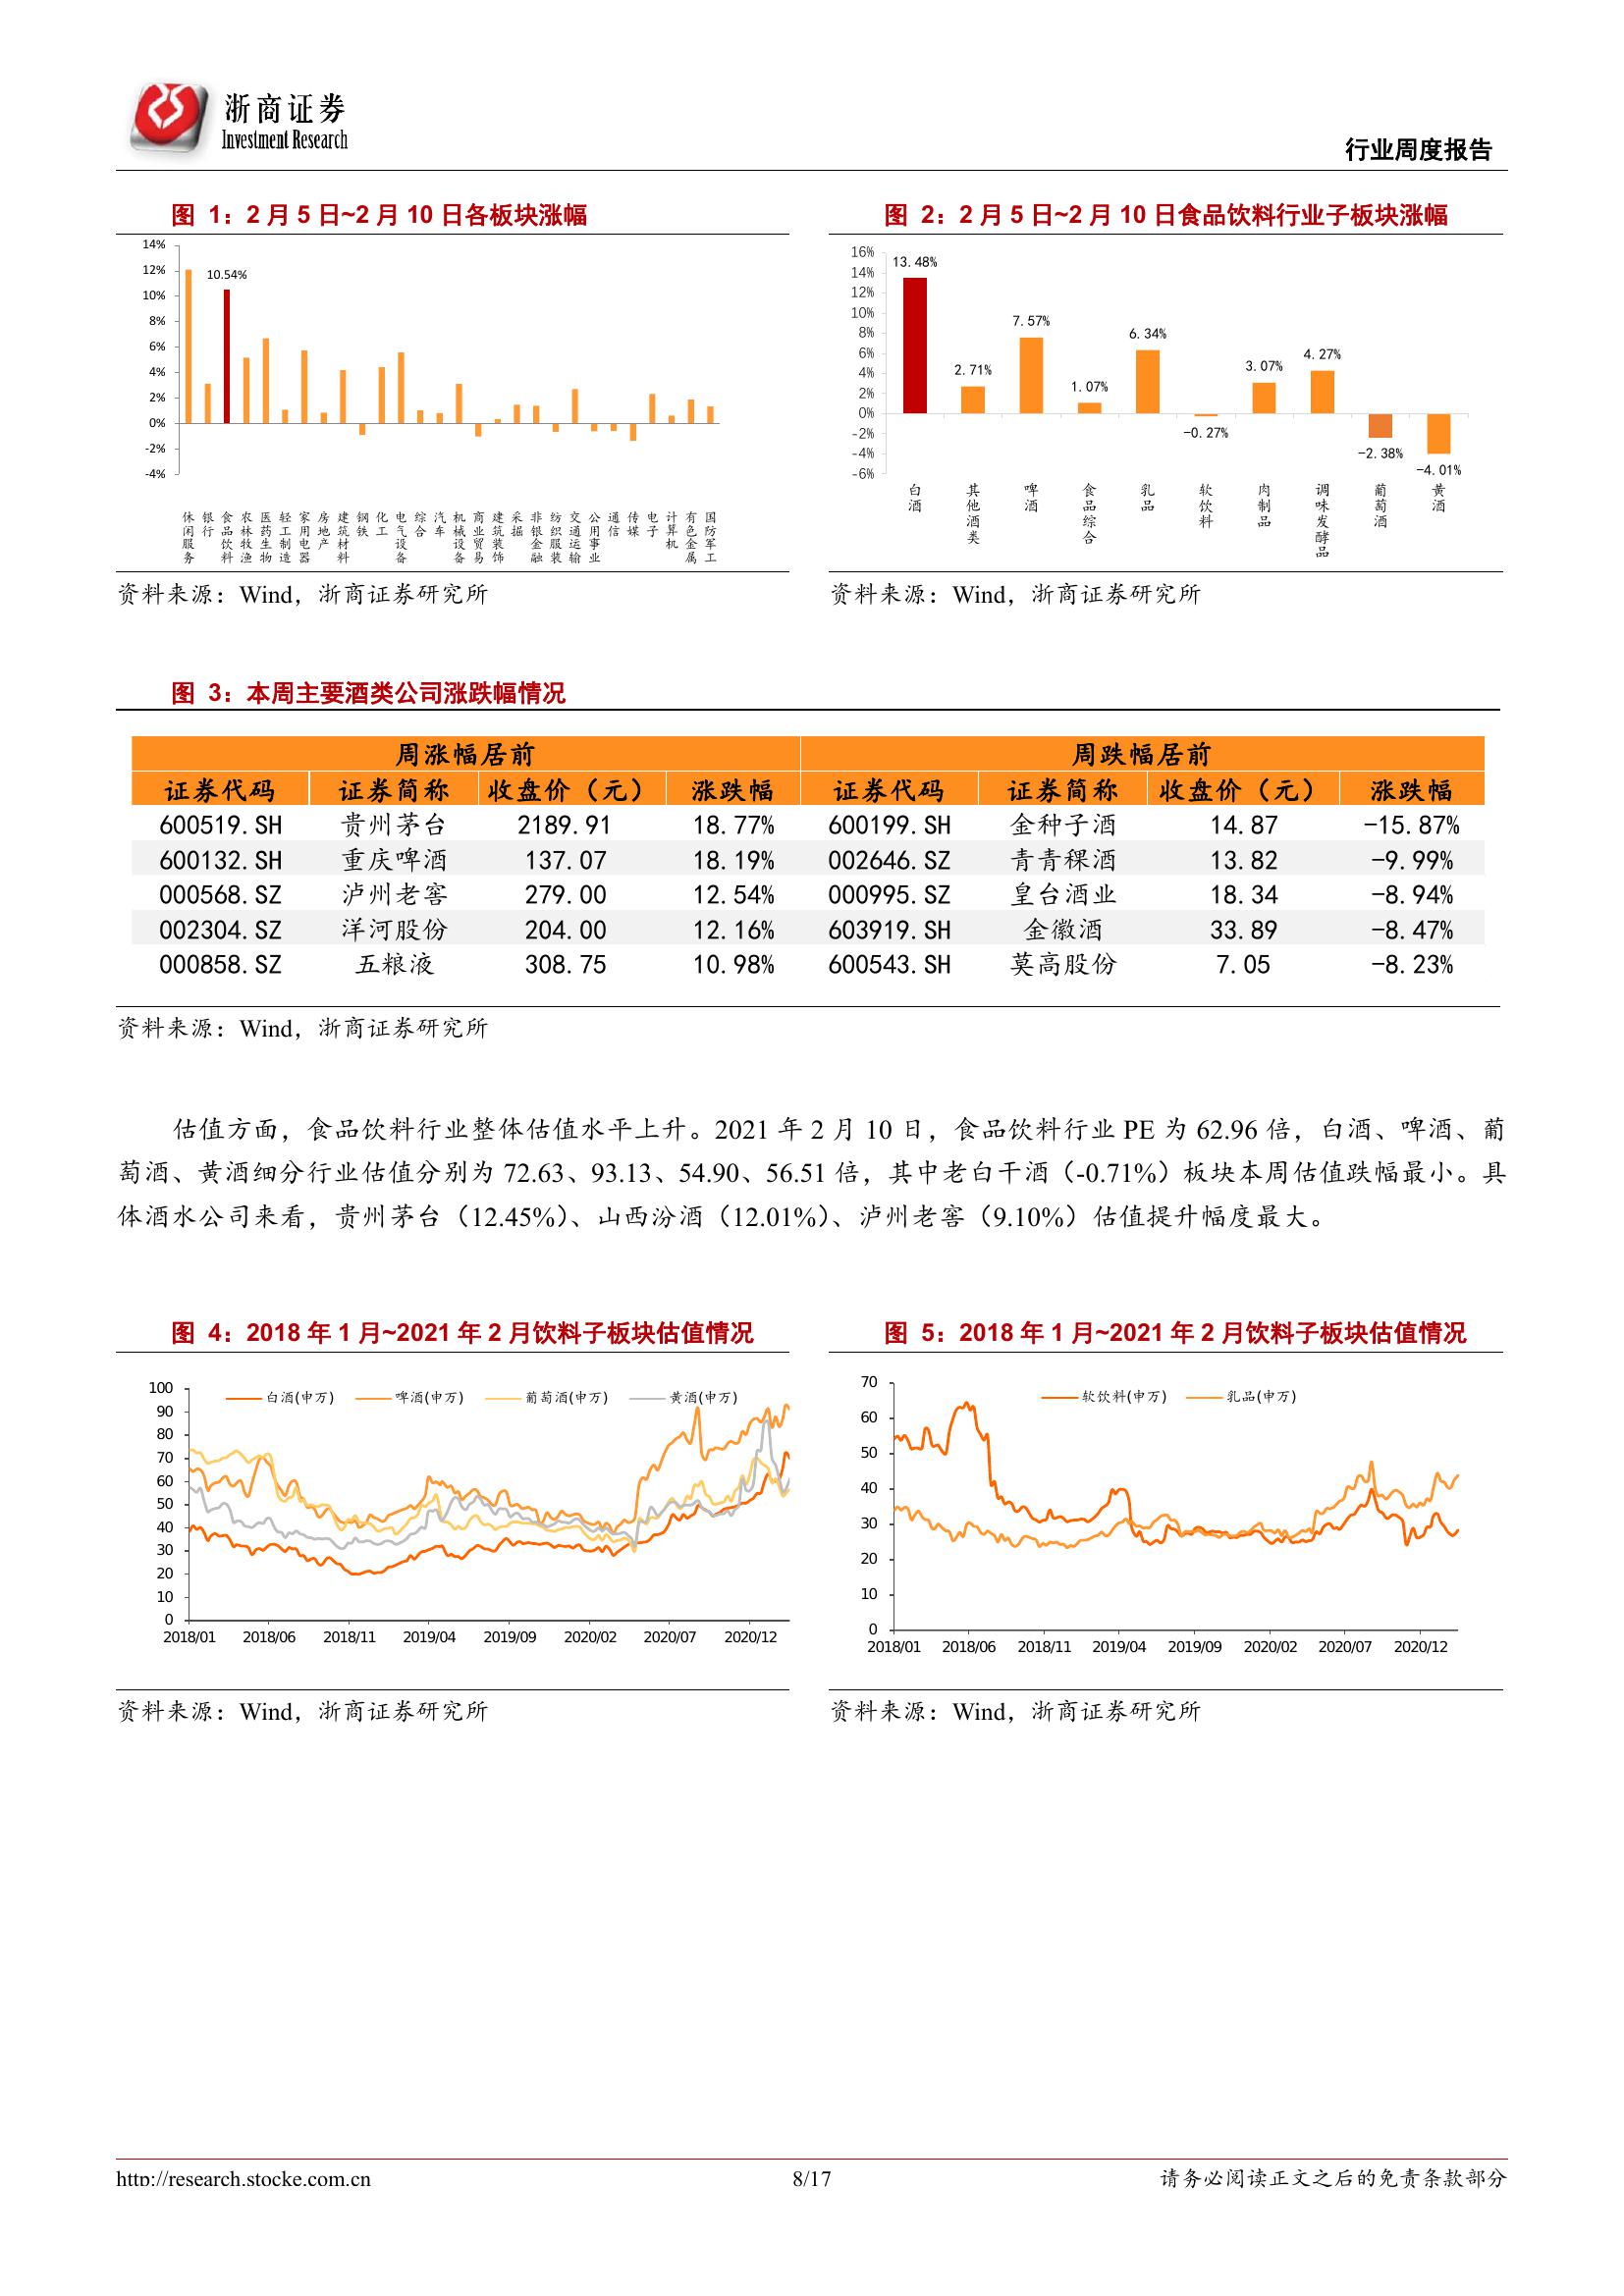 浙商证券
Investment Research
行业周度报告
图 1：2 月 5 日~2 月 10 日各板块涨幅
14%
12%
10%
8%
6%
4%
2%
0%
-2%
-4%
10.54%
休闲服务
银行
食品饮料
农林牧渔
医药生物
轻工制造
家用电器
房地产
建筑材料
钢铁
化工
电气设备
综合
汽车
机械设备
商业贸易
建筑装饰
采掘
非银金融
纺织服装
交通运输
公用事业
通信
传媒
电子
计算机
有色金属
国防军工
资料来源：Wind，浙商证券研究所
图 2：2 月 5 日~2 月 10 日食品饮料行业子板块涨幅
16%
14%
12%
10%
8%
6%
4%
2%
0%
-2%
-4%
-6%
13.48%
2.71%
7.57%
1.07%
6.34%
-0.27%
3.07%
4.27%
-2.38%
-4.01%
白酒
其他酒类
啤酒
食品综合
乳品
软饮料
肉制品
调味发酵品
葡萄酒
黄酒
资料来源：Wind，浙商证券研究所
图 3：本周主要酒类公司涨跌幅情况
周涨幅居前 周跌幅居前
证券代码 证券简称 收盘价（元） 涨跌幅 证券代码 证券简称 收盘价（元） 涨跌幅
600519.SH 贵州茅台 2189.91 18.77% 600199.SH 金种子酒 14.87 -15.87%
600132.SH 重庆啤酒 137.07 18.19% 002646.SZ 青青稞酒 13.82 -9.99%
000568.SZ 泸州老窖 279.00 12.54% 000995.SZ 皇台酒业 18.34 -8.94%
002304.SZ 洋河股份 204.00 12.16% 603919.SH 金徽酒 33.89 -8.47%
000858.SZ 五粮液 308.75 10.98% 600543.SH 莫高股份 7.05 -8.23%
资料来源：Wind，浙商证券研究所
估值方面，食品饮料行业整体估值水平上升。2021 年 2 月 10 日，食品饮料行业 PE 为 62.96 倍，白酒、啤酒、葡
萄酒、黄酒细分行业估值分别为 72.63、93.13、54.90、56.51 倍，其中老白干酒（-0.71%）板块本周估值跌幅最小。具
体酒水公司来看，贵州茅台（12.45%）、山西汾酒（12.01%）、泸州老窖（9.10%）估值提升幅度最大。
图 4：2018 年 1 月~2021 年 2 月饮料子板块估值情况
白酒(申万) 啤酒(申万) 葡萄酒(申万) 黄酒(申万)
100
90
80
70
60
50
40
30
20
10
0
2018/01 2018/06 2018/11 2019/04 2019/09 2020/02 2020/07 2020/12
资料来源：Wind，浙商证券研究所
图 5：2018 年 1 月~2021 年 2 月饮料子板块估值情况
软饮料(申万) 乳品(申万)
70
60
50
40
30
20
10
0
2018/01 2018/06 2018/11 2019/04 2019/09 2020/02 2020/07 2020/12
资料来源：Wind，浙商证券研究所
http://research.stocke.com.cn 8/17 请务必阅读正文之后的免责条款部分